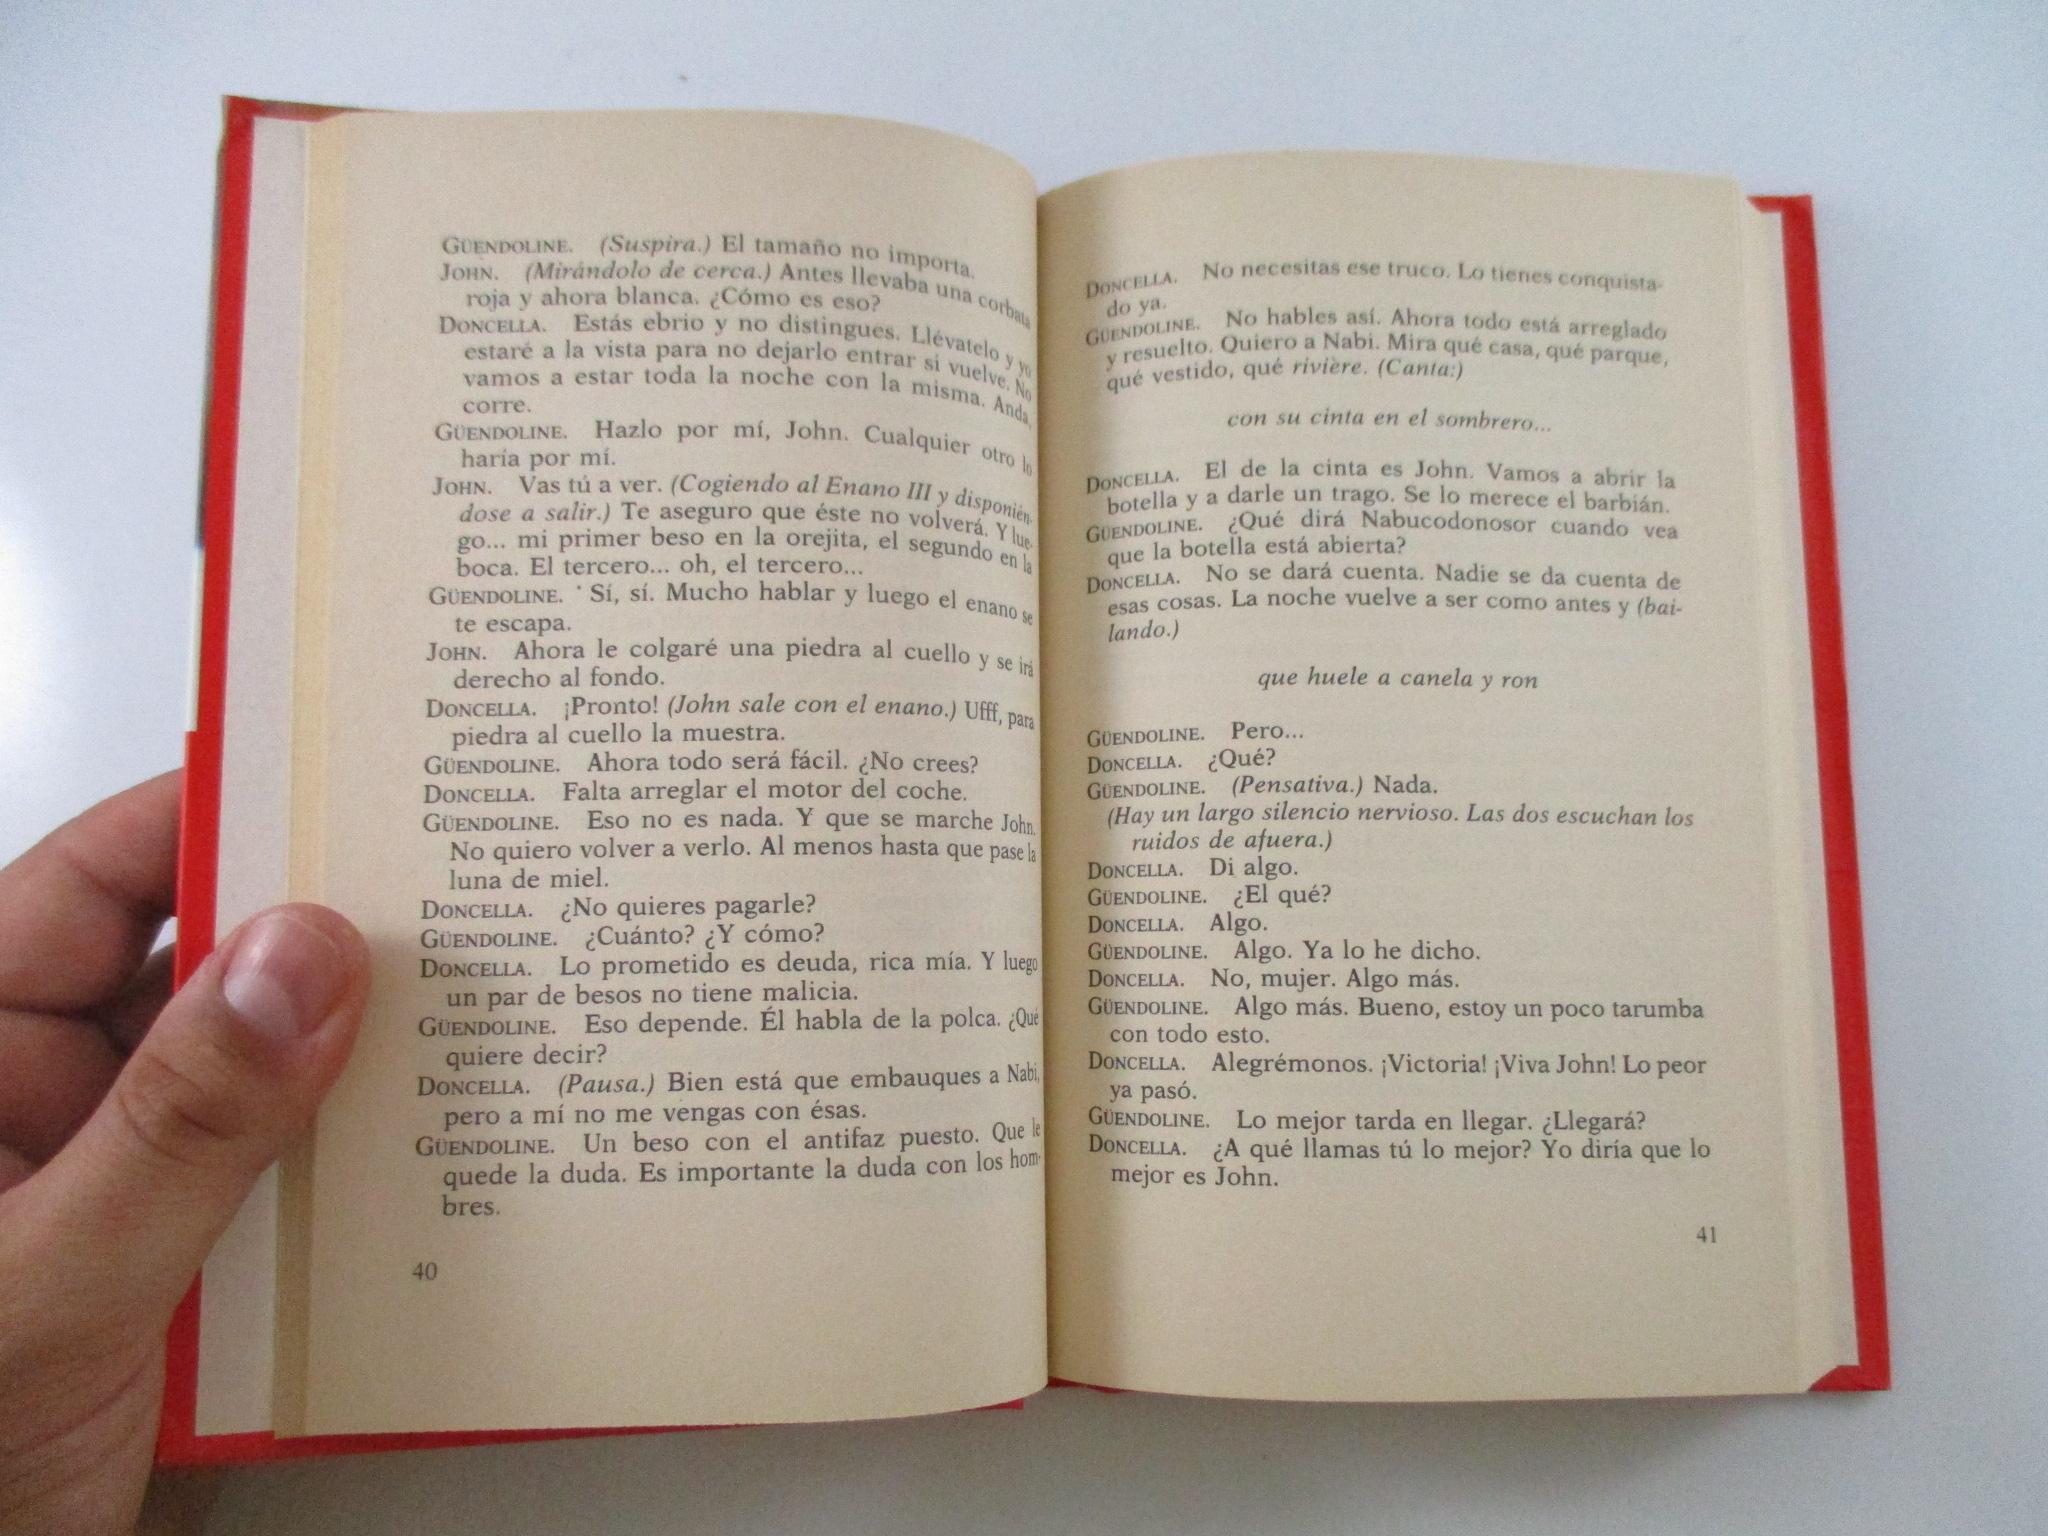 GÜENDOLINE. (Suspira.) El tamaño no importa.
JOHN. (Mirándolo de cerca.) Antes llevaba una corbata
roja y ahora blanca. ¿Cómo es eso?
DONCELLA. Estás ebrio y no distingues. Llévatelo y yo
estaré a la vista para no dejarlo entrar si vuelve. No
vamos a estar toda la noche con la misma. Anda,
corre.
GÜENDOLINE. Hazlo por mí, John. Cualquier otro lo
haría por mí.
JOHN. Vas tú a ver. (Cogiendo al Enano III y disponién-
dose a salir.) Te aseguro que éste no volverá. Y lue-
go... mi primer beso en la orejita, el segundo en la
boca. El tercero... oh, el tercero...
GÜENDOLINE. Sí, sí. Mucho hablar y luego el enano se
te escapa.
JOHN. Ahora le colgaré una piedra al cuello y se irá
derecho al fondo.
DONCELLA. ¡Pronto! (John sale con el enano.) Ufff, para
piedra al cuello la muestra.
GÜENDOLINE. Ahora todo será fácil. ¿No crees?
DONCELLA. Falta arreglar el motor del coche.
GÜENDOLINE. Eso no es nada. Y que se marche John.
No quiero volver a verlo. Al menos hasta que pase la
luna de miel.
DONCELLA. ¿No quieres pagarle?
GÜENDOLINE. ¿Cuánto? ¿Y cómo?
DONCELLA. Lo prometido es deuda, rica mía. Y luego
un par de besos no tiene malicia.
GÜENDOLINE. Eso depende. Él habla de la polca. ¿Qué
quiere decir?
DONCELLA. (Pausa.) Bien está que embauques a Nabi,
pero a mí no me vengas con ésas.
GÜENDOLINE. Un beso con el antifaz puesto. Que le
quede la duda. Es importante la duda con los hom-
bres.
40
DONCELLA. No necesitas ese truco. Lo tienes conquista-
do ya.
GÜENDOLINE. No hables así. Ahora todo está arreglado
y resuelto. Quiero a Nabi. Mira qué casa, qué parque,
qué vestido, qué rivière. (Canta:)
con su cinta en el sombrero...
DONCELLA. El de la cinta es John. Vamos a abrir la
botella y a darle un trago. Se lo merece el barbián.
GÜENDOLINE. ¿Qué dirá Nabucodonosor cuando vea
que la botella está abierta?
DONCELLA. No se dará cuenta. Nadie se da cuenta de
esas cosas. La noche vuelve a ser como antes y (bai-
lando.)
que huele a canela y ron
GÜENDOLINE. Pero...
DONCELLA. ¿Qué?
GÜENDOLINE. (Pensativa.) Nada.
(Hay un largo silencio nervioso. Las dos escuchan los
ruidos de afuera.)
DONCELLA. Di algo.
GÜENDOLINE. ¿El qué?
DONCELLA. Algo.
GÜENDOLINE. Algo. Ya lo he dicho.
DONCELLA. No, mujer. Algo más.
GÜENDOLINE. Algo más. Bueno, estoy un poco tarumba
con todo esto.
DONCELLA. Alegrémonos. ¡Victoria! ¡Viva John! Lo peor
ya pasó.
GÜENDOLINE. Lo mejor tarda en llegar. ¿Llegará?
DONCELLA. ¿A qué llamas tú lo mejor? Yo diría que lo
mejor es John.
41